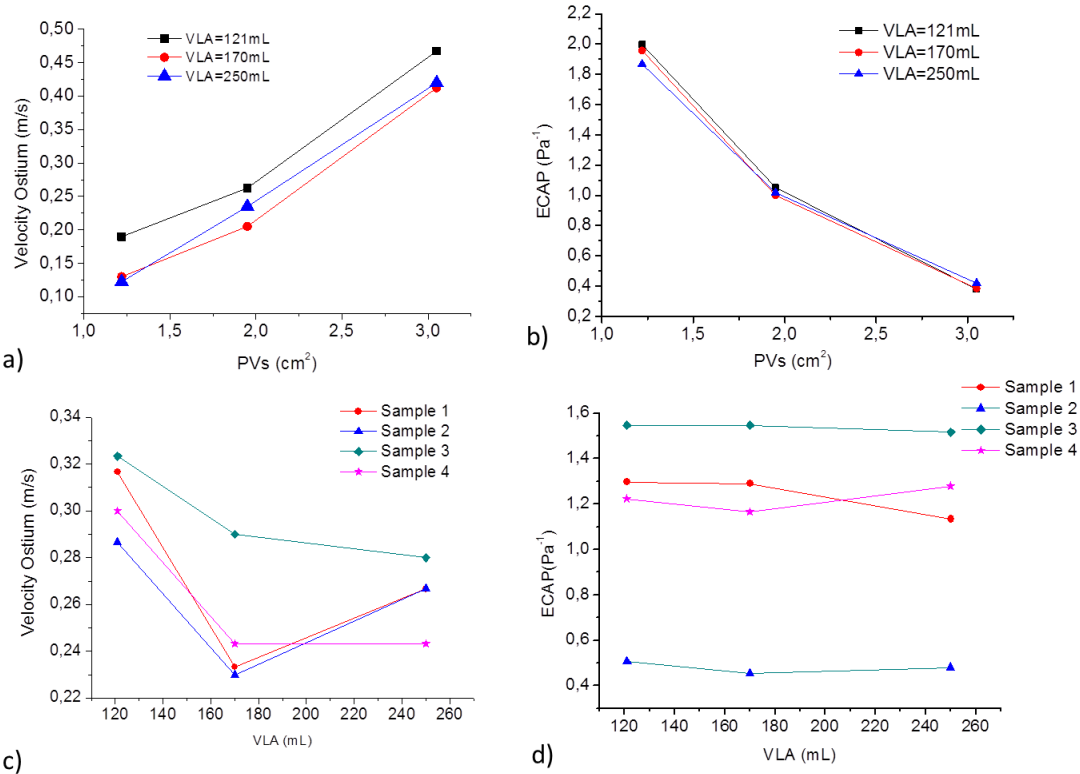 VLA=121mL
VLA=170mL
VLA=250mL
0,50
0,45
0,40
0,35
0,30
0,25
0,20
0,15
0,10
Velocity Ostium (m/s)
1,0 1,5 2,0 2,5 3,0
PVs (cm²)
a)
VLA=121mL
VLA=170mL
VLA=250mL
2,2
2,0
1,8
1,6
1,4
1,2
1,0
0,8
0,6
0,4
0,2
ECAP (Pa⁻¹)
1,0 1,5 2,0 2,5 3,0
PVs (cm²)
b)
Sample 1
Sample 2
Sample 3
Sample 4
0,34
0,32
0,30
0,28
0,26
0,24
0,22
Velocity Ostium (m/s)
120 140 160 180 200 220 240 260
VLA (mL)
c)
Sample 1
Sample 2
Sample 3
Sample 4
1,6
1,4
1,2
1,0
0,8
0,6
0,4
ECAP(Pa⁻¹)
120 140 160 180 200 220 240 260
VLA (mL)
d)